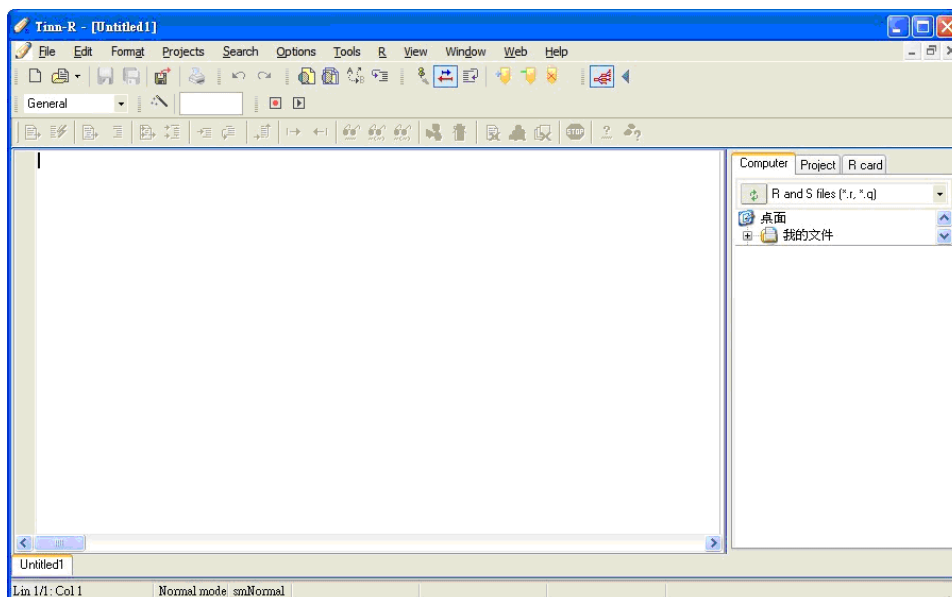 Tinn-R - [Untitled1]
File Edit Format Projects Search Options Tools R View Window Web Help
General
STOP
Computer Project R card
R and S files (*.r, *.q)
桌面
我的文件
Untitled1
Lin 1/1: Col 1 Normal mode smNormal